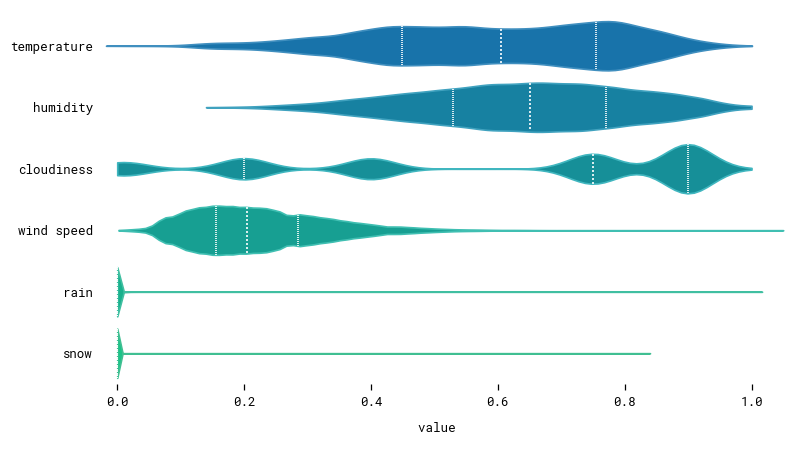 temperature
humidity
cloudiness
wind speed
rain
snow
0.0 0.2 0.4 0.6 0.8 1.0
value